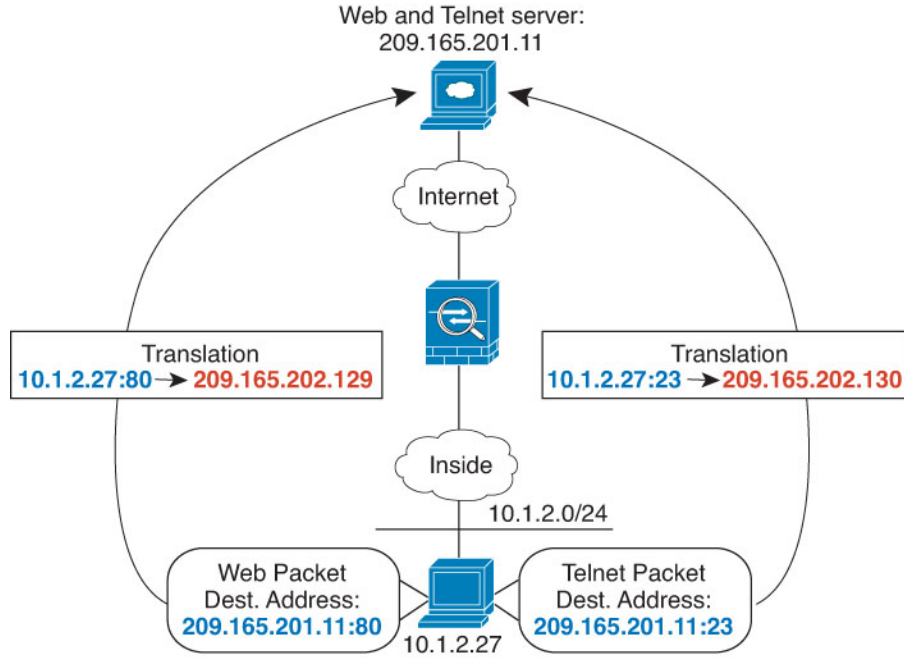 Web and Telnet server:
209.165.201.11
Internet
Translation
10.1.2.27:80 → 209.165.202.129
Translation
10.1.2.27:23 → 209.165.202.130
Inside
10.1.2.0/24
Web Packet
Dest. Address:
209.165.201.11:80
Telnet Packet
Dest. Address:
209.165.201.11:23
10.1.2.27